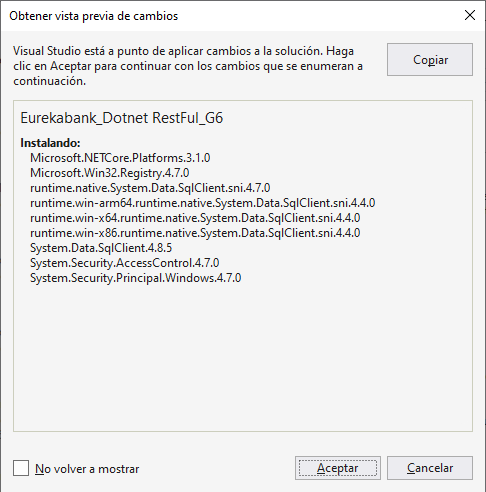 Obtener vista previa de cambios
Visual Studio está a punto de aplicar cambios a la solución. Haga
clic en Aceptar para continuar con los cambios que se enumeran a
continuación.
Copiar
Eurekabank_Dotnet RestFul_G6
Instalando:
Microsoft.NETCore.Platforms.3.1.0
Microsoft.Win32.Registry.4.7.0
runtime.native.System.Data.SqlClient.sni.4.7.0
runtime.win-arm64.runtime.native.System.Data.SqlClient.sni.4.4.0
runtime.win-x64.runtime.native.System.Data.SqlClient.sni.4.4.0
runtime.win-x86.runtime.native.System.Data.SqlClient.sni.4.4.0
System.Data.SqlClient.4.8.5
System.Security.AccessControl.4.7.0
System.Security.Principal.Windows.4.7.0
No volver a mostrar
Aceptar
Cancelar